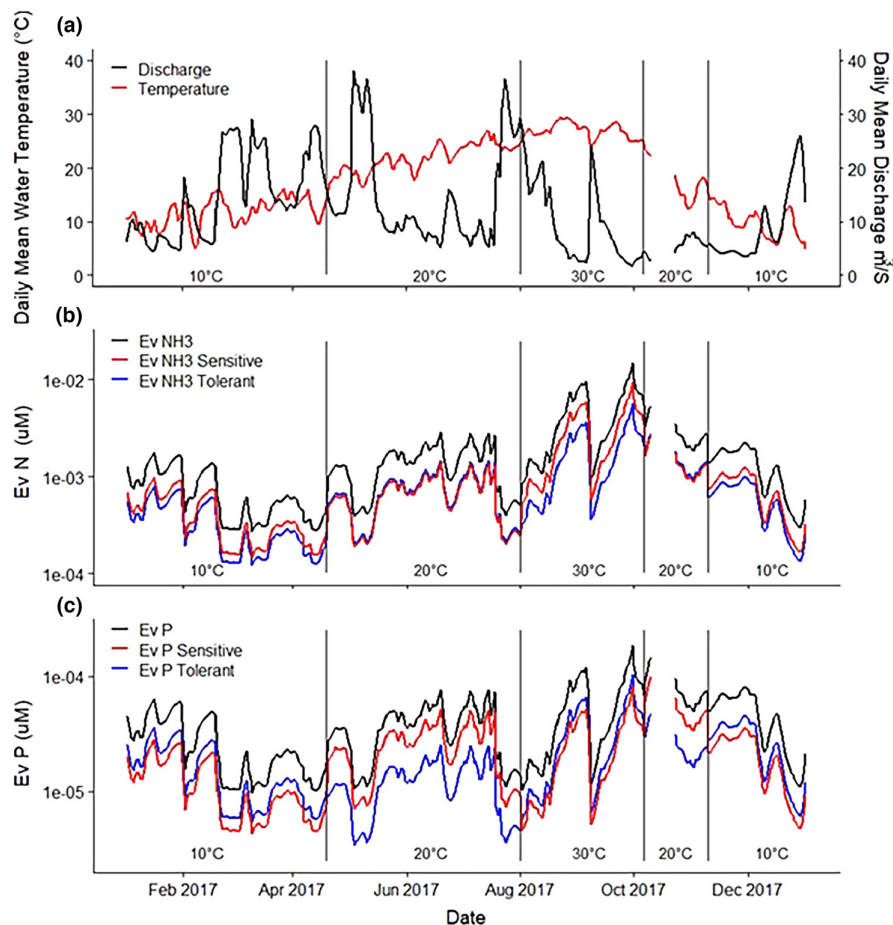 (a)
Daily Mean Water Temperature (°C)
Daily Mean Discharge m³/S
Discharge
Temperature
40
30
20
10
0
40
30
20
10
0
10°C
20°C
30°C
20°C
10°C
(b)
Ev N (uM)
Ev NH3
Ev NH3 Sensitive
Ev NH3 Tolerant
1e-02
1e-03
1e-04
10°C
20°C
30°C
20°C
10°C
(c)
Ev P (uM)
Ev P
Ev P Sensitive
Ev P Tolerant
1e-04
1e-05
10°C
20°C
30°C
20°C
10°C
Feb 2017
Apr 2017
Jun 2017
Aug 2017
Oct 2017
Dec 2017
Date